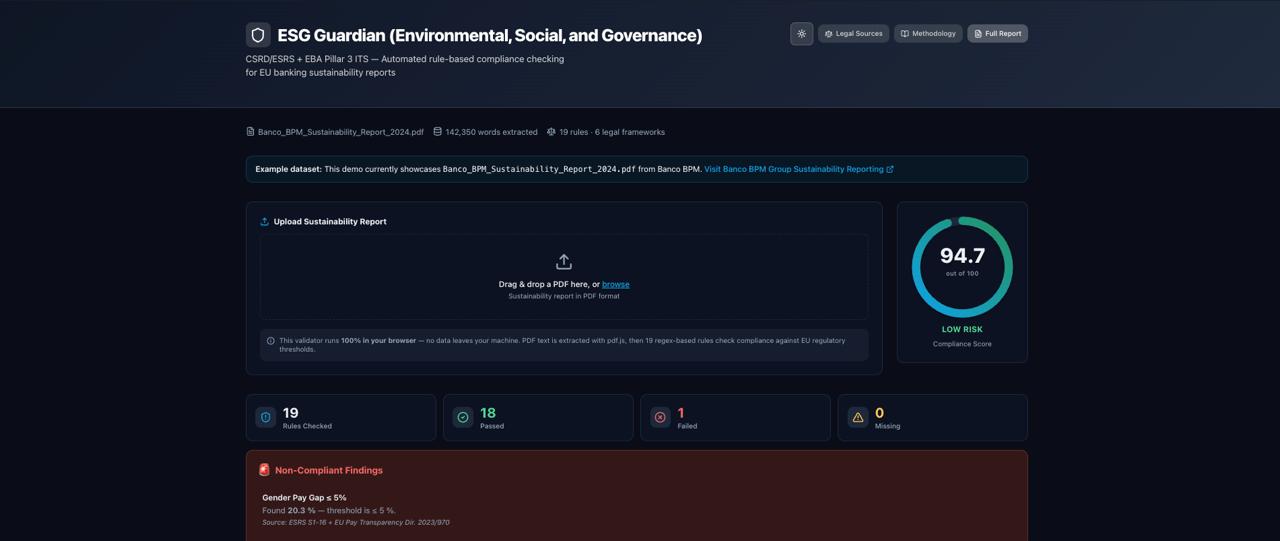 ESG Guardian (Environmental, Social, and Governance)
Legal Sources
Methodology
Full Report
CSRD/ESRS + EBA Pillar 3 ITS — Automated rule-based compliance checking
for EU banking sustainability reports
Banco_BPM_Sustainability_Report_2024.pdf
142,350 words extracted
19 rules · 6 legal frameworks
Example dataset: This demo currently showcases Banco_BPM_Sustainability_Report_2024.pdf from Banco BPM. Visit Banco BPM Group Sustainability Reporting
Upload Sustainability Report
Drag & drop a PDF here, or browse
Sustainability report in PDF format
This validator runs 100% in your browser — no data leaves your machine. PDF text is extracted with pdf.js, then 19 regex-based rules check compliance against EU regulatory
thresholds.
94.7
out of 100
LOW RISK
Compliance Score
19
Rules Checked
18
Passed
1
Failed
0
Missing
Non-Compliant Findings
Gender Pay Gap ≤ 5%
Found 20.3 % — threshold is ≤ 5 %.
Source: ESRS S1-16 + EU Pay Transparency Dir. 2023/970